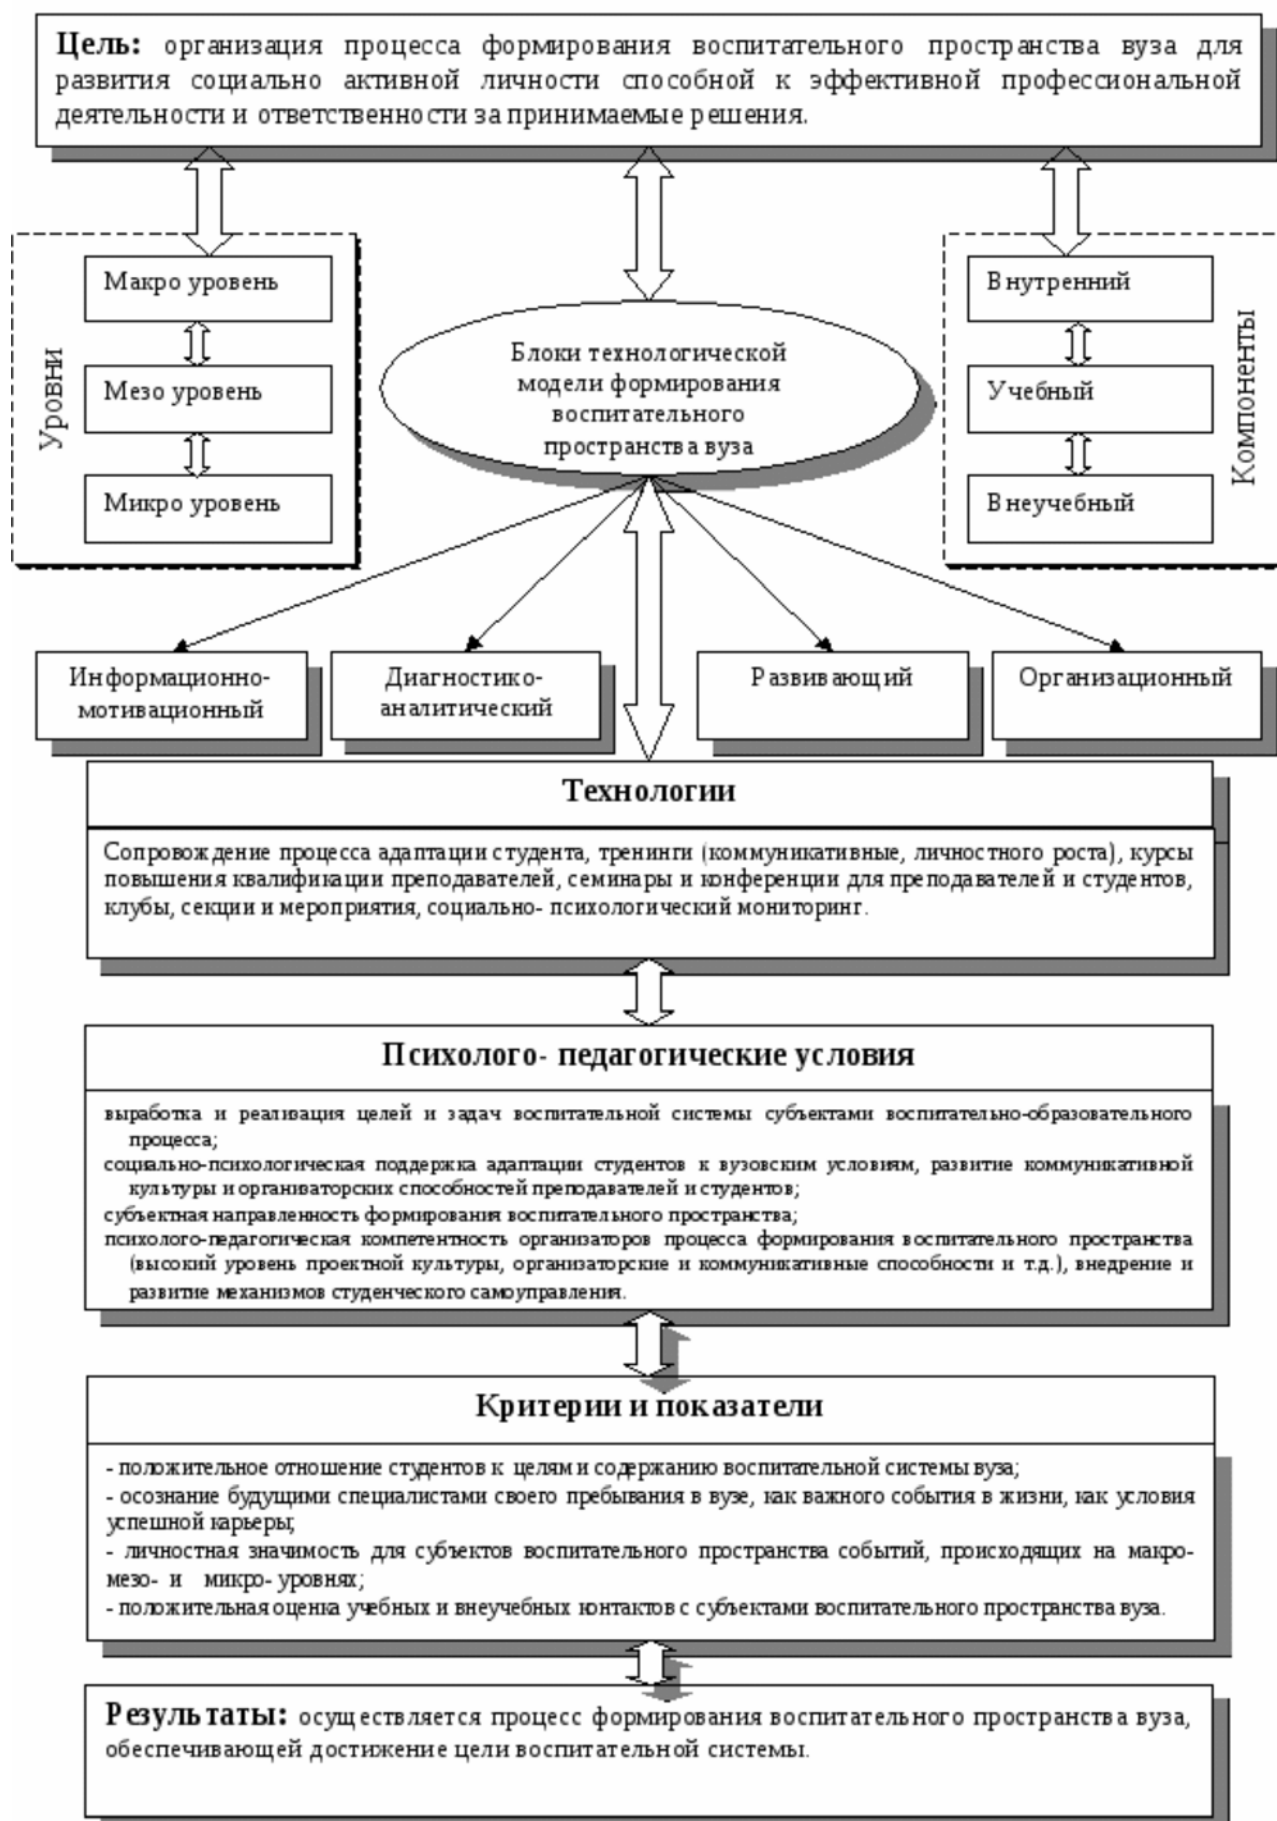 Цель: организация процесса формирования воспитательного пространства вуза для
развития социально активной личности способной к эффективной профессиональной
деятельности и ответственности за принимаемые решения.
Уровни
Макро уровень
Мезо уровень
Микро уровень
Блоки технологической
модели формирования
воспитательного
пространства вуза
Компоненты
Внутренний
Учебный
Внеучебный
Информационно-
мотивационный
Диагностико-
аналитический
Развивающий
Организационный
Технологии
Сопровождение процесса адаптации студента, тренинги (коммуникативные, личностного роста), курсы
повышения квалификации преподавателей, семинары и конференции для преподавателей и студентов,
клубы, секции и мероприятия, социально- психологический мониторинг.
Психолого- педагогические условия
выработка и реализация целей и задач воспитательной системы субъектами воспитательно-образовательного
процесса;
социально-психологическая поддержка адаптации студентов к вузовским условиям, развитие коммуникативной
культуры и организаторских способностей преподавателей и студентов;
субъектная направленность формирования воспитательного пространства;
психолого-педагогическая компетентность организаторов процесса формирования воспитательного пространства
(высокий уровень проектной культуры, организаторские и коммуникативные способности и т.д.), внедрение и
развитие механизмов студенческого самоуправления.
Критерии и показатели
- положительное отношение студентов к целям и содержанию воспитательной системы вуза;
- осознание будущими специалистами своего пребывания в вузе, как важного события в жизни, как условия
успешной карьеры;
- личностная значимость для субъектов воспитательного пространства событий, происходящих на макро-
мезо- и микро- уровнях;
- положительная оценка учебных и внеучебных контактов с субъектами воспитательного пространства вуза.
Результаты: осуществляется процесс формирования воспитательного пространства вуза,
обеспечивающей достижение цели воспитательной системы.